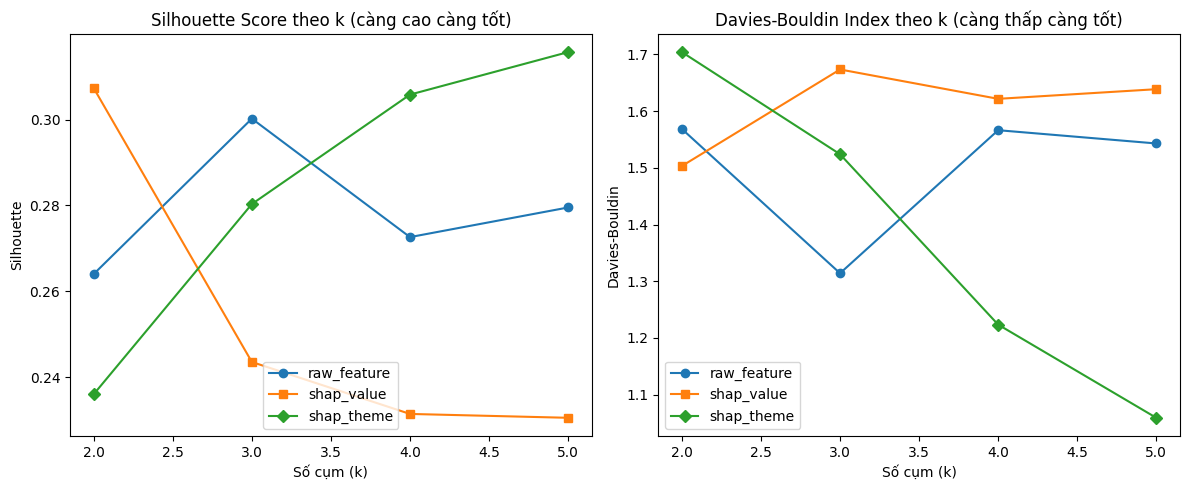 Silhouette Score theo k (càng cao càng tốt)
Silhouette
0.30
0.28
0.26
0.24
raw_feature
shap_value
shap_theme
2.0 2.5 3.0 3.5 4.0 4.5 5.0
Số cụm (k)
Davies-Bouldin Index theo k (càng thấp càng tốt)
Davies-Bouldin
1.7
1.6
1.5
1.4
1.3
1.2
1.1
raw_feature
shap_value
shap_theme
2.0 2.5 3.0 3.5 4.0 4.5 5.0
Số cụm (k)